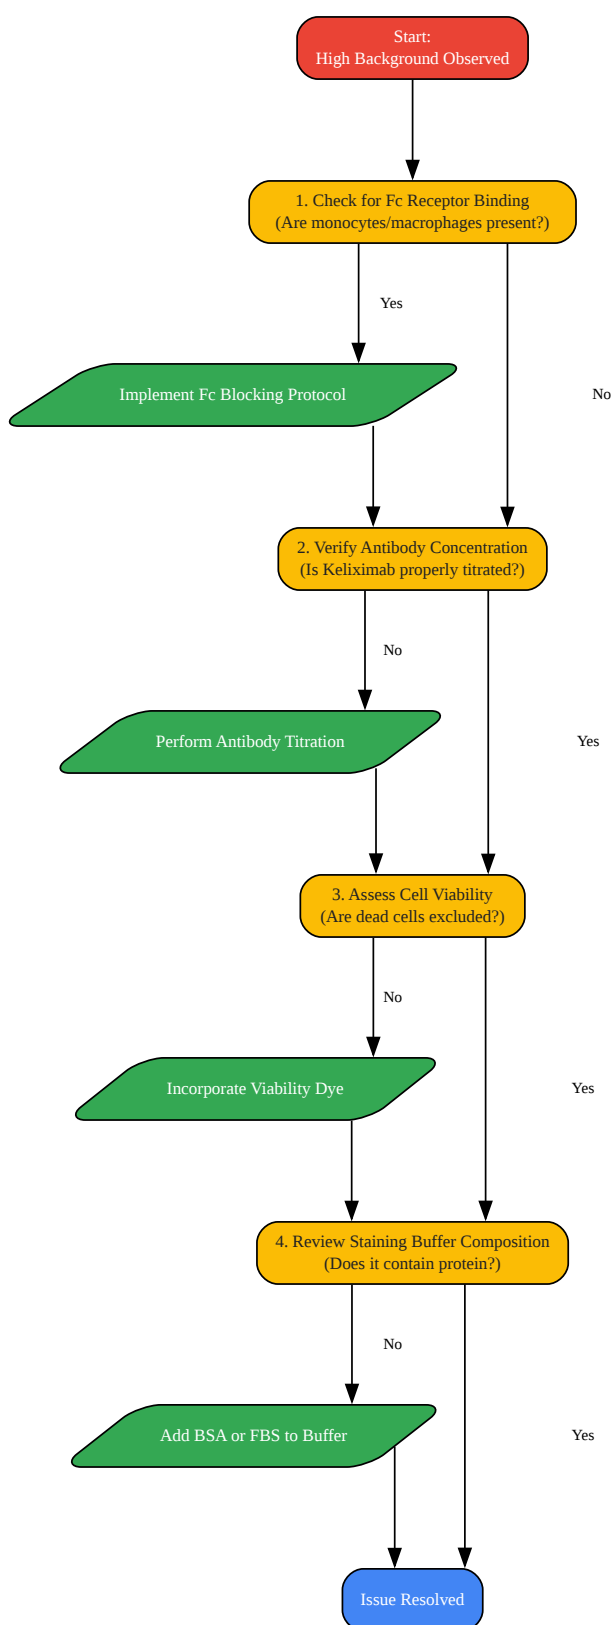 Start:
High Background Observed
1. Check for Fc Receptor Binding
(Are monocytes/macrophages present?)
Yes
Implement Fc Blocking Protocol
No
2. Verify Antibody Concentration
(Is Keliximab properly titrated?)
No
Perform Antibody Titration
Yes
3. Assess Cell Viability
(Are dead cells excluded?)
No
Incorporate Viability Dye
Yes
4. Review Staining Buffer Composition
(Does it contain protein?)
No
Add BSA or FBS to Buffer
Yes
Issue Resolved